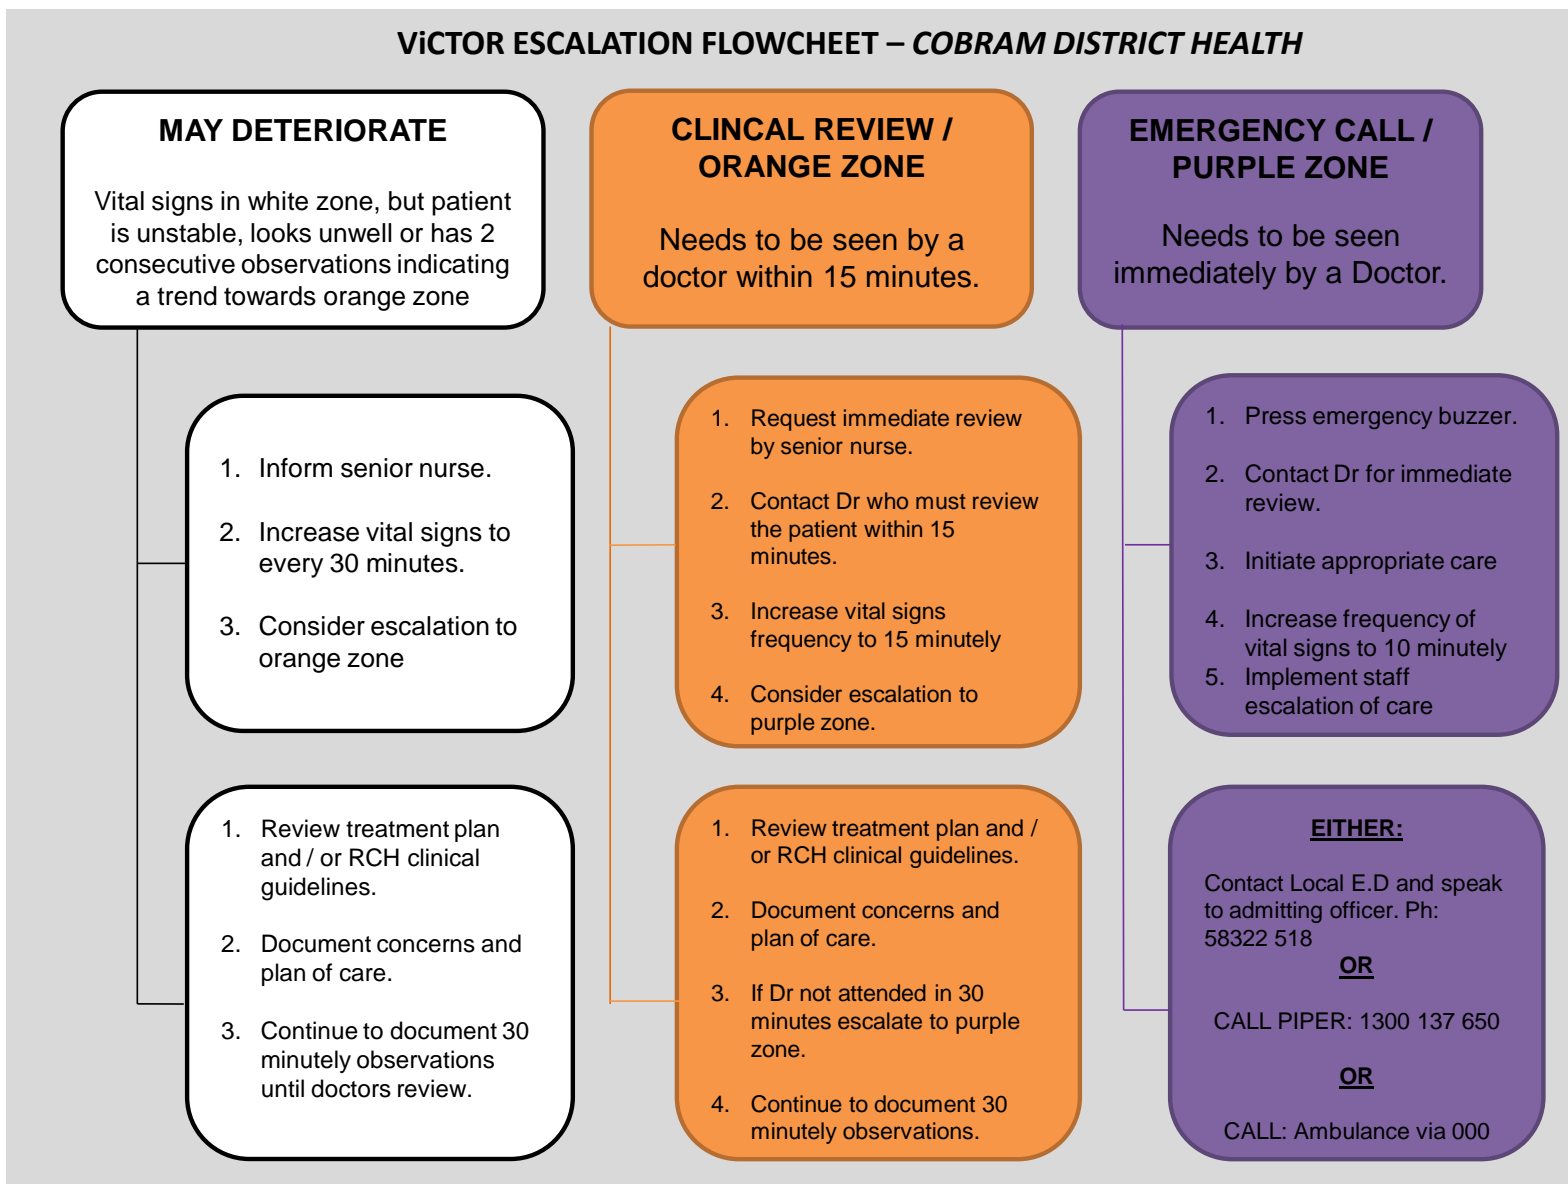 ViCTOR ESCALATION FLOWCHEET – COBRAM DISTRICT HEALTH
MAY DETERIORATE
Vital signs in white zone, but patient
is unstable, looks unwell or has 2
consecutive observations indicating
a trend towards orange zone
1. Inform senior nurse.
2. Increase vital signs to
every 30 minutes.
3. Consider escalation to
orange zone
1. Review treatment plan
and / or RCH clinical
guidelines.
2. Document concerns and
plan of care.
3. Continue to document 30
minutely observations
until doctors review.
CLINCAL REVIEW /
ORANGE ZONE
Needs to be seen by a
doctor within 15 minutes.
1. Request immediate review
by senior nurse.
2. Contact Dr who must review
the patient within 15
minutes.
3. Increase vital signs
frequency to 15 minutely
4. Consider escalation to
purple zone.
1. Review treatment plan and /
or RCH clinical guidelines.
2. Document concerns and
plan of care.
3. If Dr not attended in 30
minutes escalate to purple
zone.
4. Continue to document 30
minutely observations.
EMERGENCY CALL /
PURPLE ZONE
Needs to be seen
immediately by a Doctor.
1. Press emergency buzzer.
2. Contact Dr for immediate
review.
3. Initiate appropriate care
4. Increase frequency of
vital signs to 10 minutely
5. Implement staff
escalation of care
EITHER:
Contact Local E.D and speak
to admitting officer. Ph:
58322 518
OR
CALL PIPER: 1300 137 650
OR
CALL: Ambulance via 000